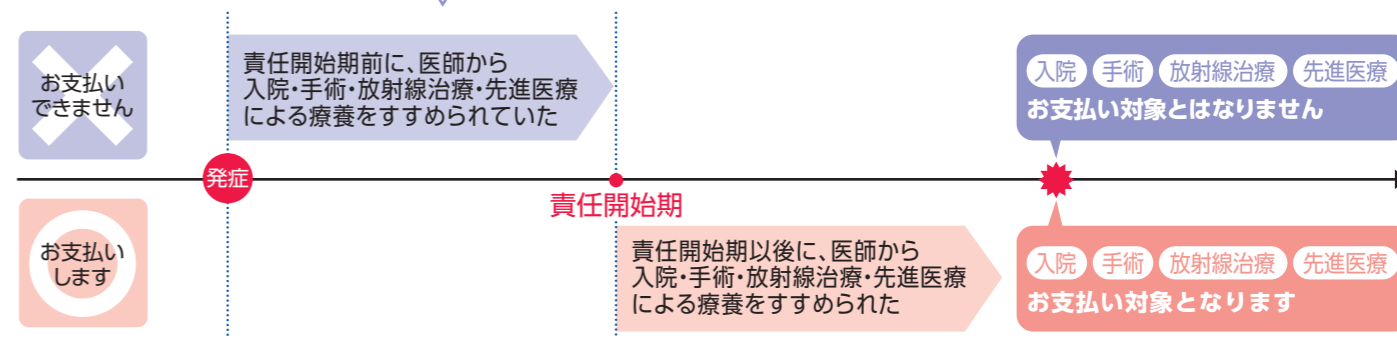 お支払い
できません
責任開始期前に、医師から
入院・手術・放射線治療・先進医療
による療養をすすめられていた
入院 手術 放射線治療 先進医療
お支払い対象とはなりません
発症
責任開始期
お支払い
します
責任開始期以後に、医師から
入院・手術・放射線治療・先進医療
による療養をすすめられた
入院 手術 放射線治療 先進医療
お支払い対象となります